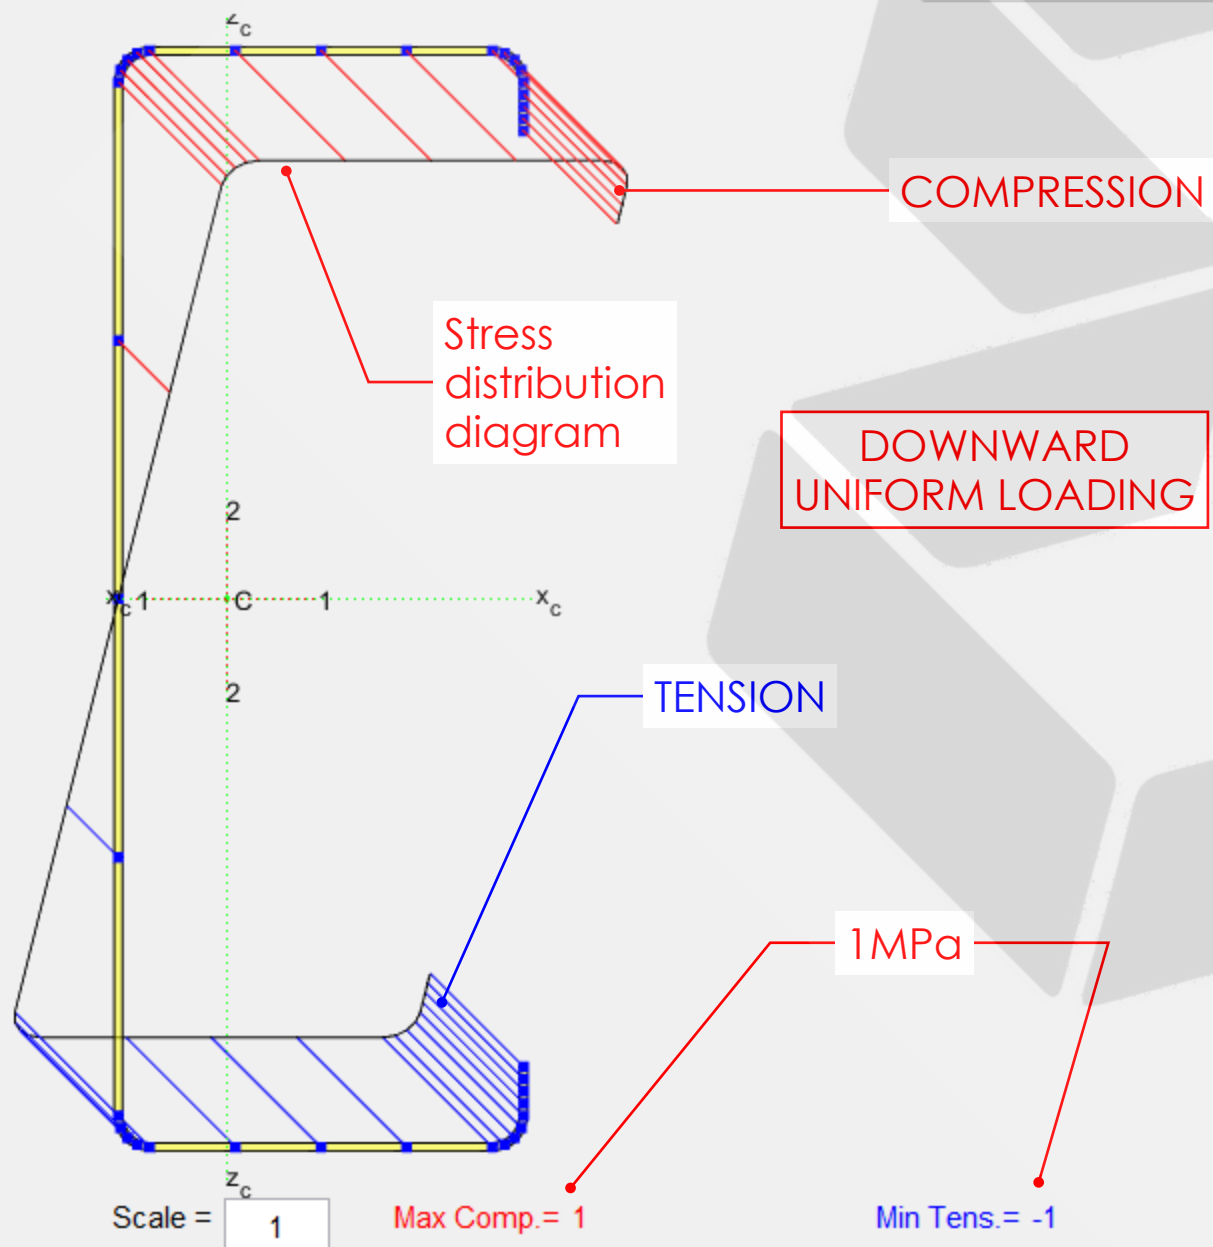 zc
COMPRESSION
Stress
distribution
diagram
DOWNWARD
UNIFORM LOADING
2
xc 1 C 1 xc
2
TENSION
1MPa
zc
Scale = 1 Max Comp.= 1 Min Tens.= -1